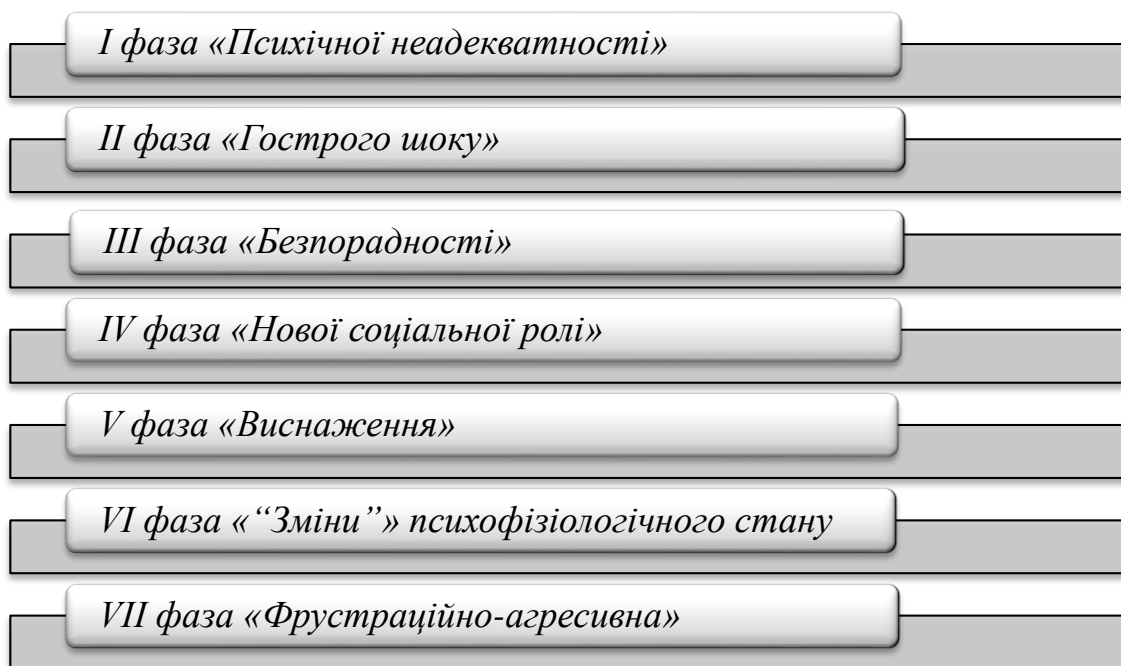 I фаза «Психічної неадекватності»
II фаза «Гострого шоку»
III фаза «Безпорадності»
IV фаза «Нової соціальної ролі»
V фаза «Виснаження»
VI фаза «“Зміни”» психофізіологічного стану
VII фаза «Фрустраційно-агресивна»